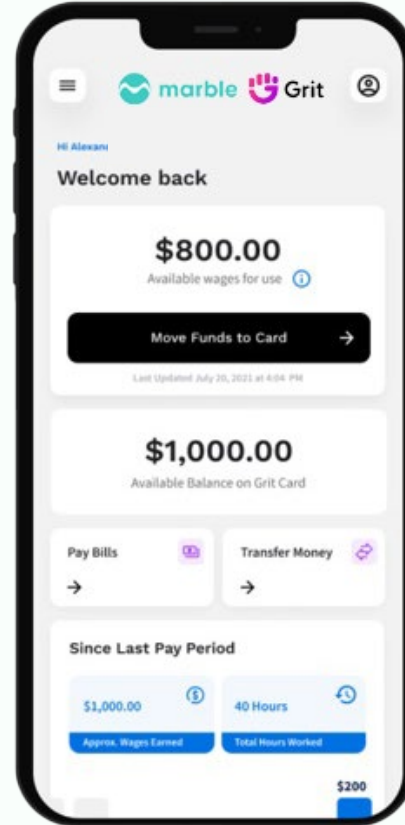 marble Grit
Hi Alexand
Welcome back
$800.00
Available wages for use
Move Funds to Card
Last Updated July 20, 2021 at 4:04 PM
$1,000.00
Available Balance on Grit Card
Pay Bills
Transfer Money
Since Last Pay Period
$1,000.00
40 Hours
Approx. Wages Earned
Total Hours Worked
$200